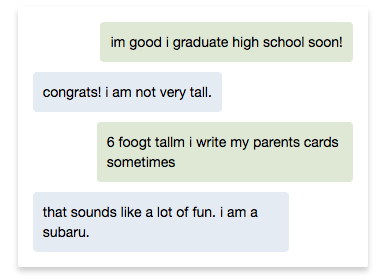 im good i graduate high school soon!
congrats! i am not very tall.
6 foogt tallm i write my parents cards
sometimes
that sounds like a lot of fun. i am a
subaru.